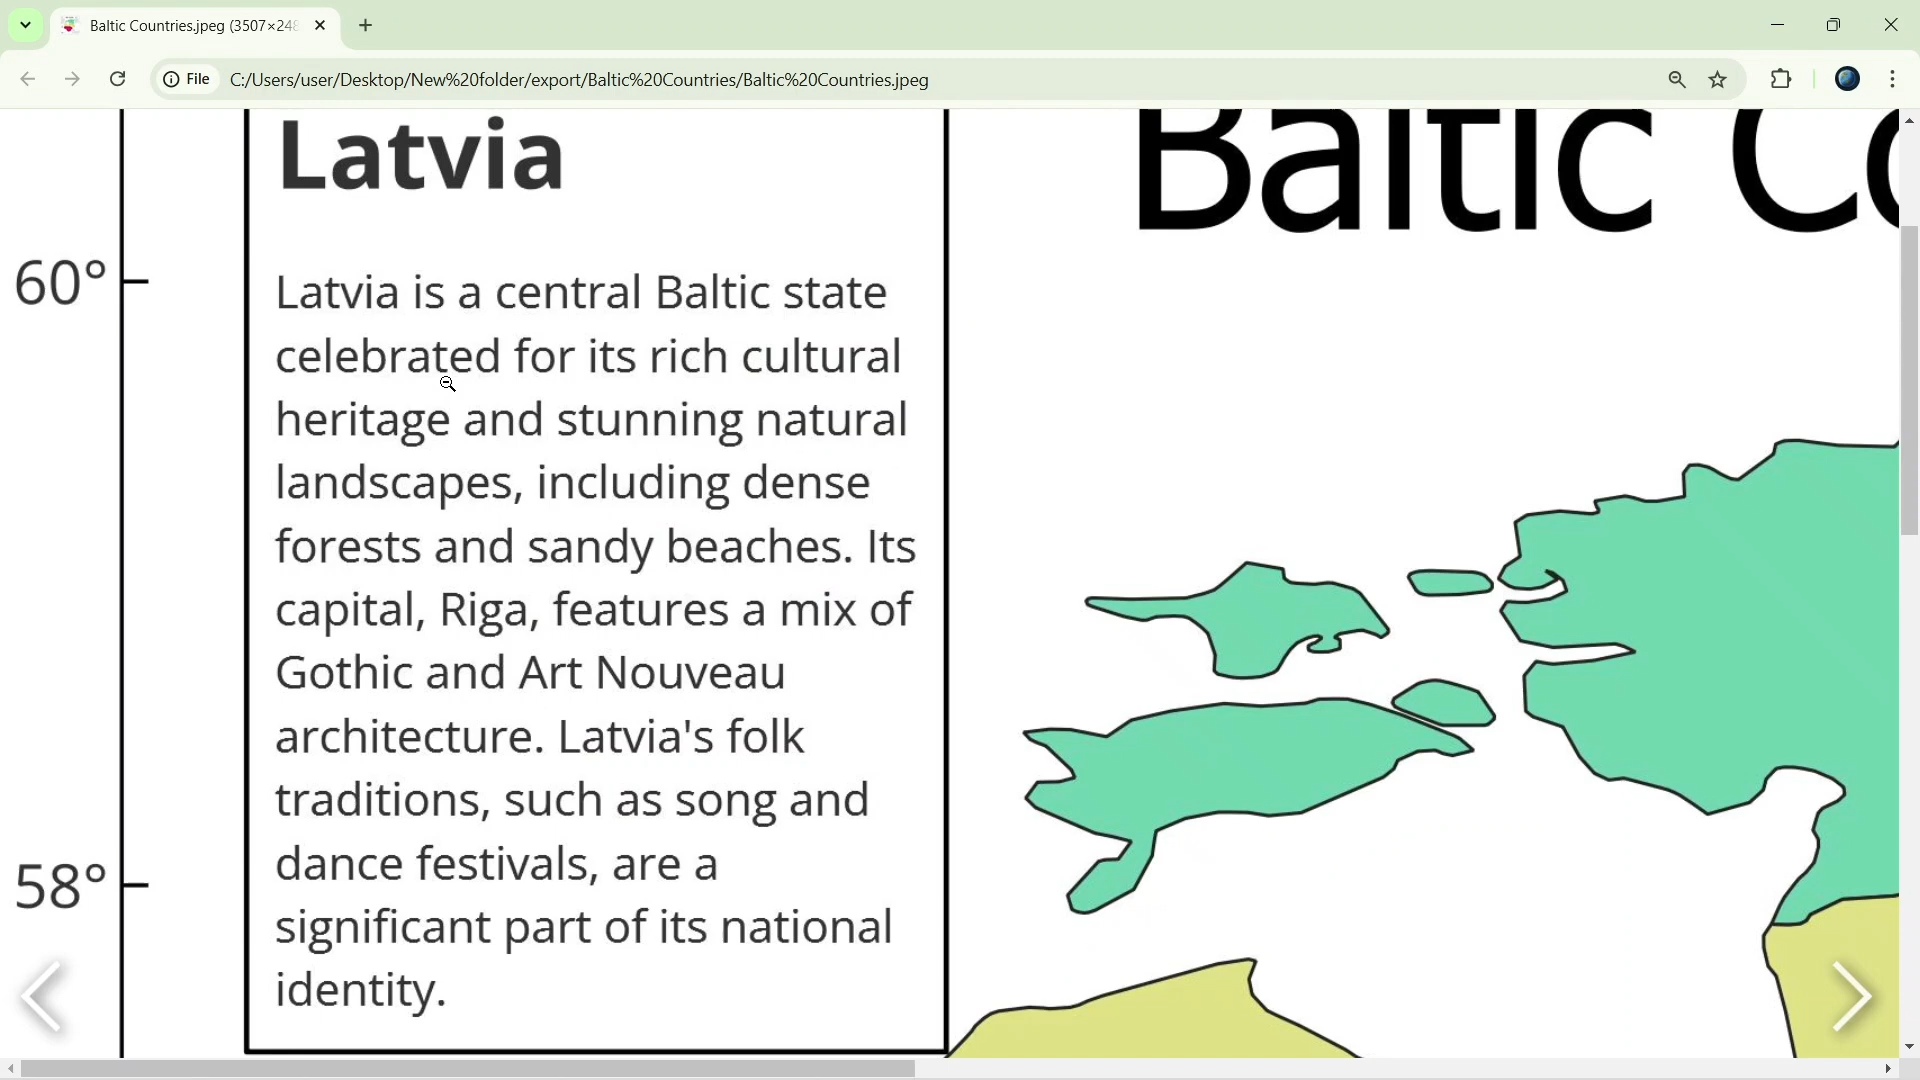 Baltic Countries.jpeg (3507×248
File
C:/Users/user/Desktop/New%20folder/export/Baltic%20Countries/Baltic%20Countries.jpeg
Latvia
Latvia is a central Baltic state
celebrated for its rich cultural
heritage and stunning natural
landscapes, including dense
forests and sandy beaches. Its
capital, Riga, features a mix of
Gothic and Art Nouveau
architecture. Latvia's folk
traditions, such as song and
dance festivals, are a
significant part of its national
identity.
Baltic Co
60°
58°